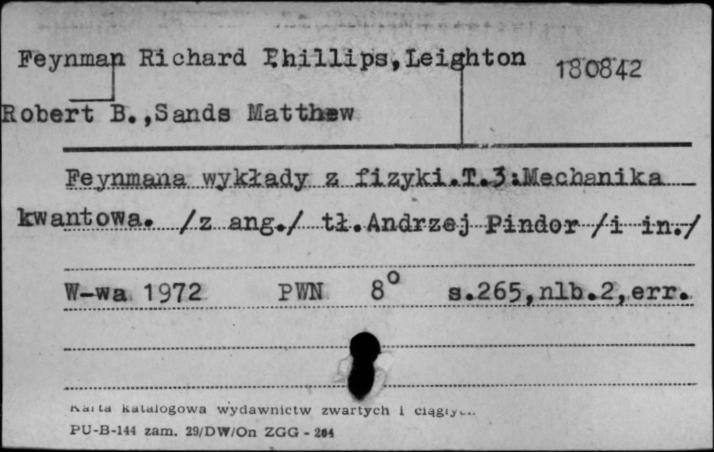 Feynman Richard Phillips,Leighton 180842
Robert B.,Sands Matthew
Feynmana wykłady z fizyki.T.3:Mechanika
kwantowa. /z ang./ tł.Andrzej Pindor /i in./
W-wa 1972 PWN 8° s.265,nlb.2,err.
Karta katalogowa wydawnictw zwartych i
PU-B-144 zam. 29/DW/On ZGG - 264